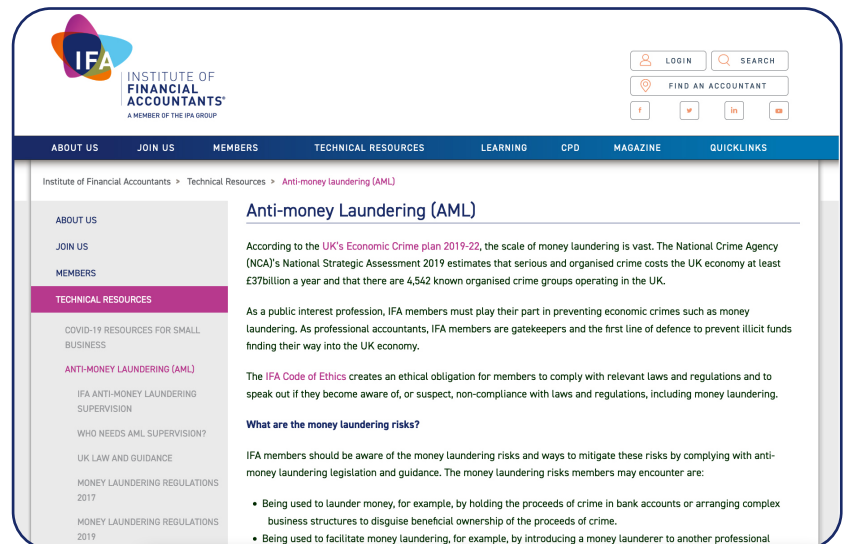 IFA
INSTITUTE OF
FINANCIAL
ACCOUNTANTS®
A MEMBER OF THE IPA GROUP
LOGIN
SEARCH
FIND AN ACCOUNTANT
ABOUT US JOIN US MEMBERS TECHNICAL RESOURCES LEARNING CPD MAGAZINE QUICKLINKS
Institute of Financial Accountants > Technical Resources > Anti-money laundering (AML)
ABOUT US
JOIN US
MEMBERS
TECHNICAL RESOURCES
COVID-19 RESOURCES FOR SMALL
BUSINESS
ANTI-MONEY LAUNDERING (AML)
IFA ANTI-MONEY LAUNDERING
SUPERVISION
WHO NEEDS AML SUPERVISION?
UK LAW AND GUIDANCE
MONEY LAUNDERING REGULATIONS
2017
MONEY LAUNDERING REGULATIONS
2019
Anti-money Laundering (AML)
According to the UK's Economic Crime plan 2019-22, the scale of money laundering is vast. The National Crime Agency
(NCA)'s National Strategic Assessment 2019 estimates that serious and organised crime costs the UK economy at least
£37billion a year and that there are 4,542 known organised crime groups operating in the UK.
As a public interest profession, IFA members must play their part in preventing economic crimes such as money
laundering. As professional accountants, IFA members are gatekeepers and the first line of defence to prevent illicit funds
finding their way into the UK economy.
The IFA Code of Ethics creates an ethical obligation for members to comply with relevant laws and regulations and to
speak out if they become aware of, or suspect, non-compliance with laws and regulations, including money laundering.
What are the money laundering risks?
IFA members should be aware of the money laundering risks and ways to mitigate these risks by complying with anti-
money laundering legislation and guidance. The money laundering risks members may encounter are:
• Being used to launder money, for example, by holding the proceeds of crime in bank accounts or arranging complex
business structures to disguise beneficial ownership of the proceeds of crime.
• Being used to facilitate money laundering, for example, by introducing a money launderer to another professional